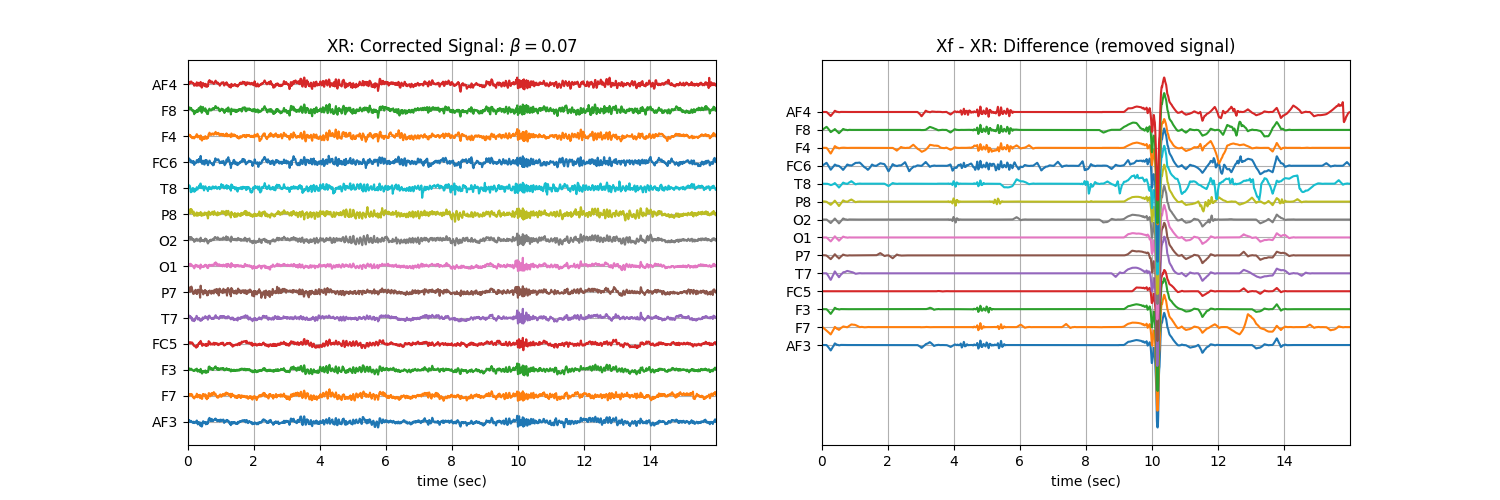 XR: Corrected Signal: β = 0.07
AF4
F8
F4
FC6
T8
P8
O2
O1
P7
T7
FC5
F3
F7
AF3
0 2 4 6 8 10 12 14
time (sec)
Xf - XR: Difference (removed signal)
AF4
F8
F4
FC6
T8
P8
O2
O1
P7
T7
FC5
F3
F7
AF3
0 2 4 6 8 10 12 14
time (sec)